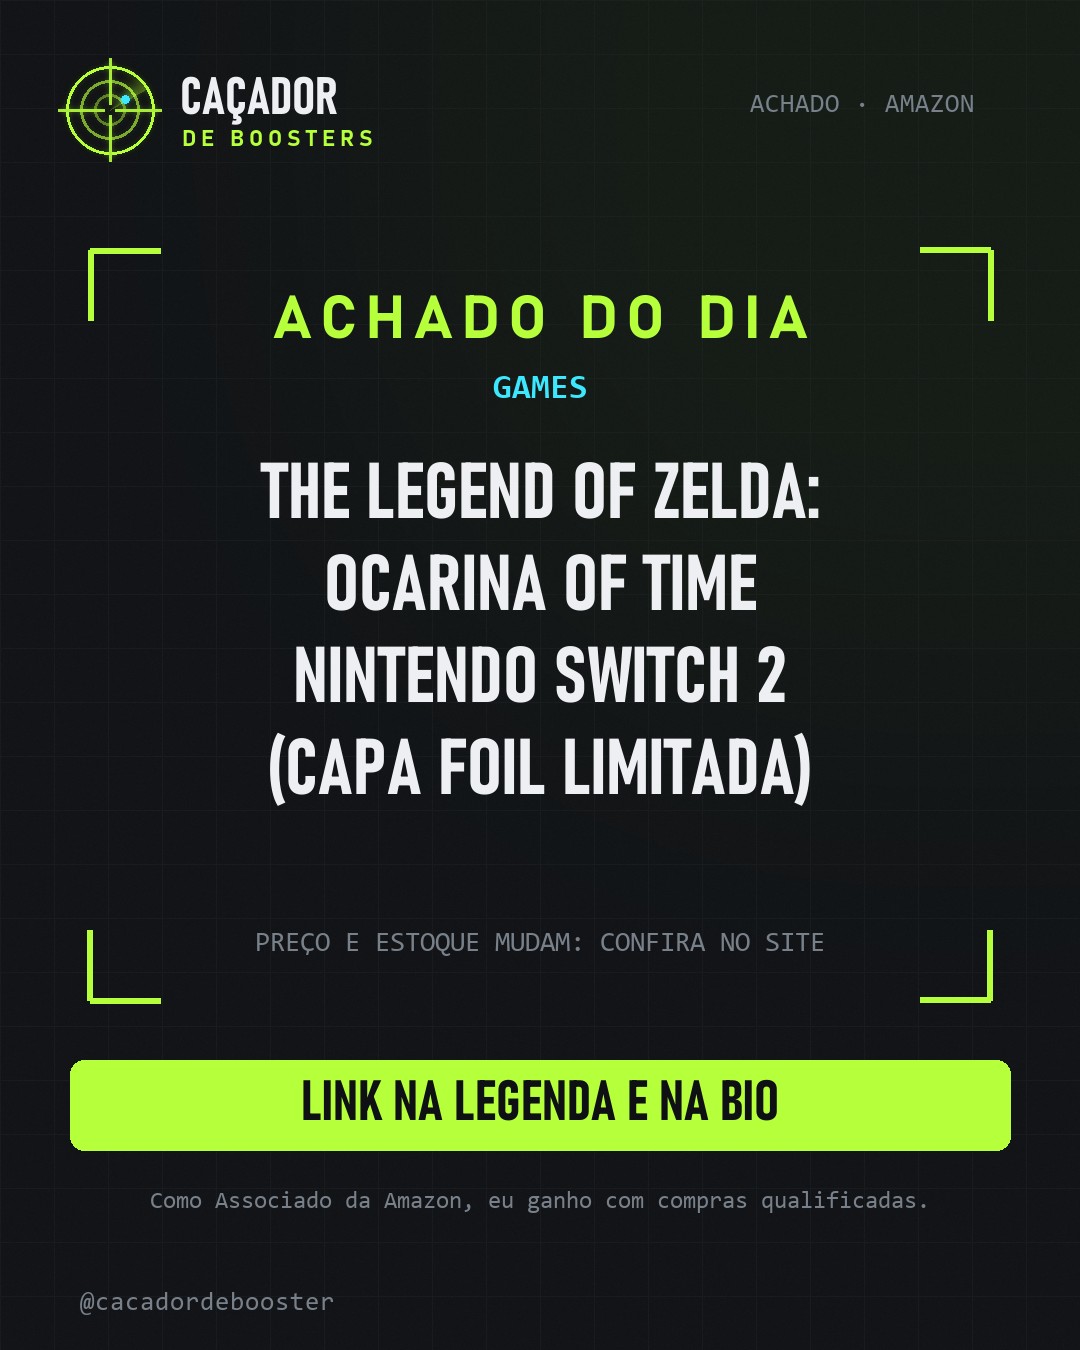 CAÇADOR
DE BOOSTERS
ACHADO · AMAZON
ACHADO DO DIA
GAMES
THE LEGEND OF ZELDA:
OCARINA OF TIME
NINTENDO SWITCH 2
(CAPA FOIL LIMITADA)
PREÇO E ESTOQUE MUDAM: CONFIRA NO SITE
LINK NA LEGENDA E NA BIO
Como Associado da Amazon, eu ganho com compras qualificadas.
@cacadordebooster